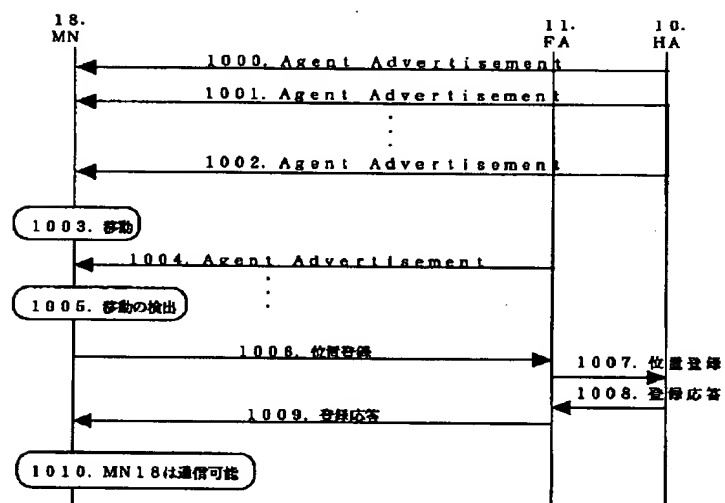 18.
MN
11.
FA
10.
HA
1000. Agent Advertisement
1001. Agent Advertisement
1002. Agent Advertisement
1003. 移動
1004. Agent Advertisement
1005. 移動の検出
1006. 位置登録
1007. 位置登録
1008. 登録応答
1009. 登録応答
1010. MN18は通信可能